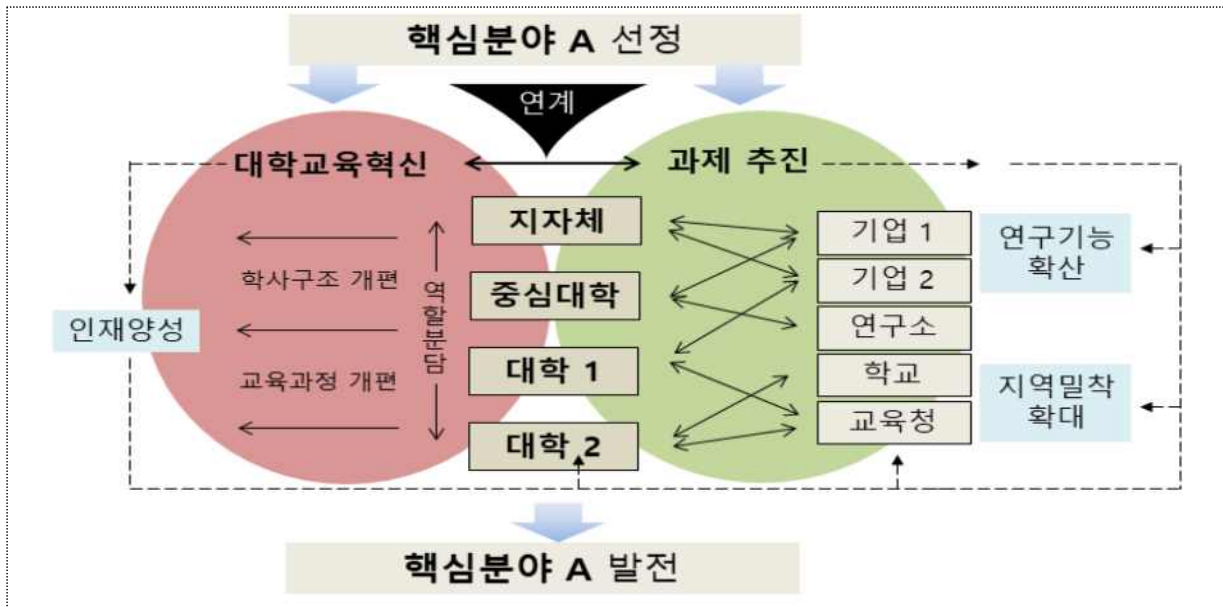 핵심분야 A 선정
연계
대학교육혁신
과제 추진
지자체
중심대학
대학 1
대학 2
학사구조 개편
교육과정 개편
역할분담
인재양성
기업 1
기업 2
연구소
학교
교육청
연구기능
확산
지역밀착
확대
핵심분야 A 발전